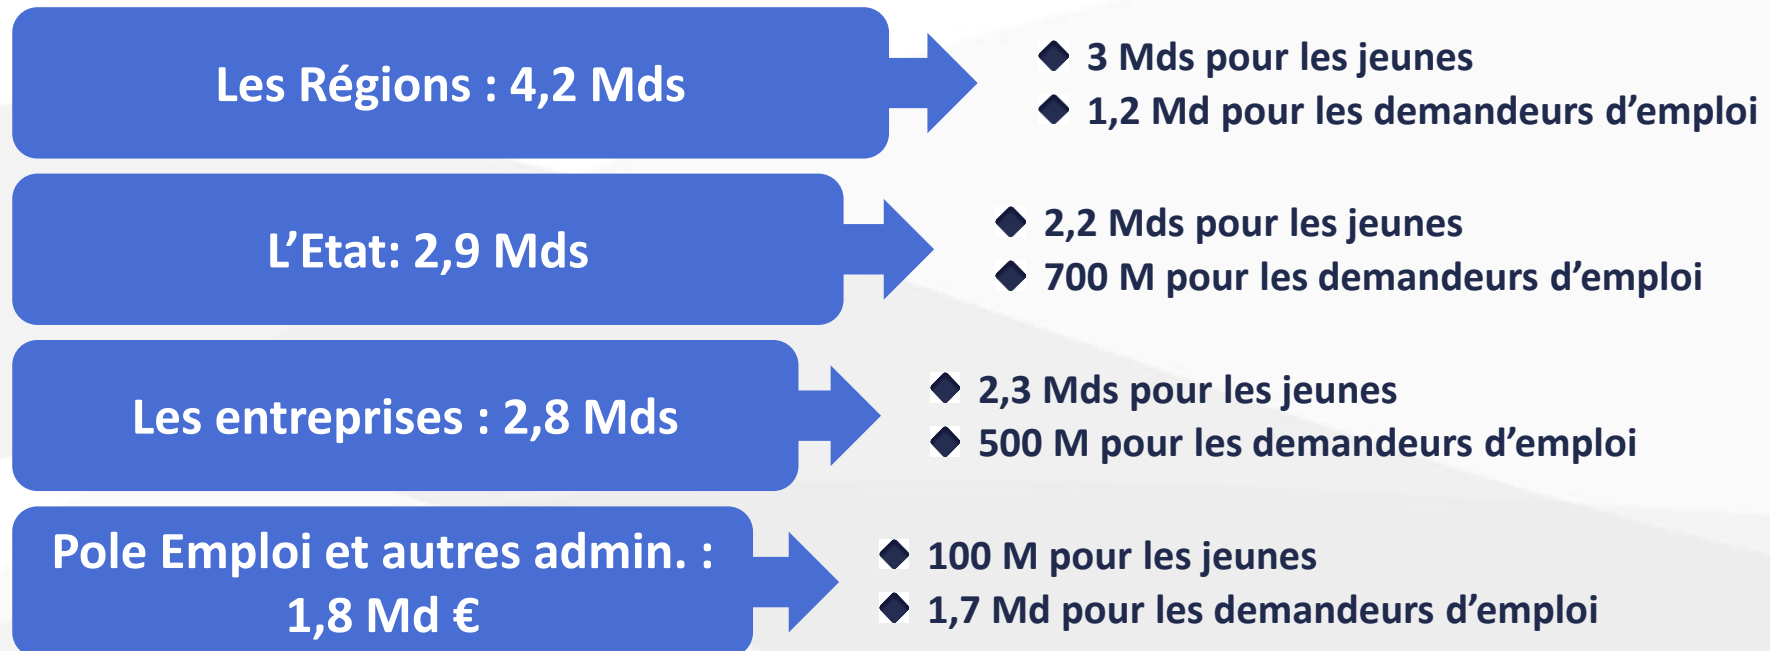 Les Régions : 4,2 Mds
3 Mds pour les jeunes
1,2 Md pour les demandeurs d’emploi
L’Etat: 2,9 Mds
2,2 Mds pour les jeunes
700 M pour les demandeurs d’emploi
Les entreprises : 2,8 Mds
2,3 Mds pour les jeunes
500 M pour les demandeurs d’emploi
Pole Emploi et autres admin. :
1,8 Md €
100 M pour les jeunes
1,7 Md pour les demandeurs d’emploi